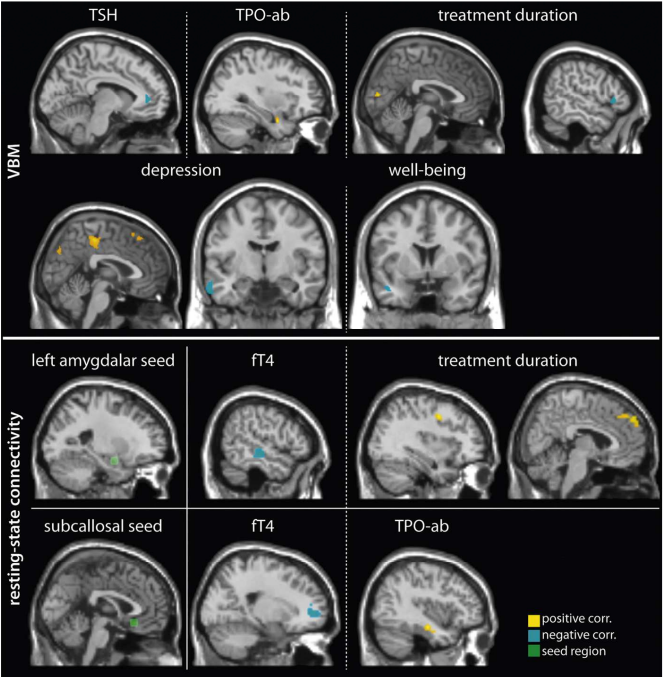 TSH
TPO-ab
treatment duration
VBM
depression
well-being
left amygdalar seed
fT4
treatment duration
resting-state connectivity
subcallosal seed
fT4
TPO-ab
positive corr.
negative corr.
seed region